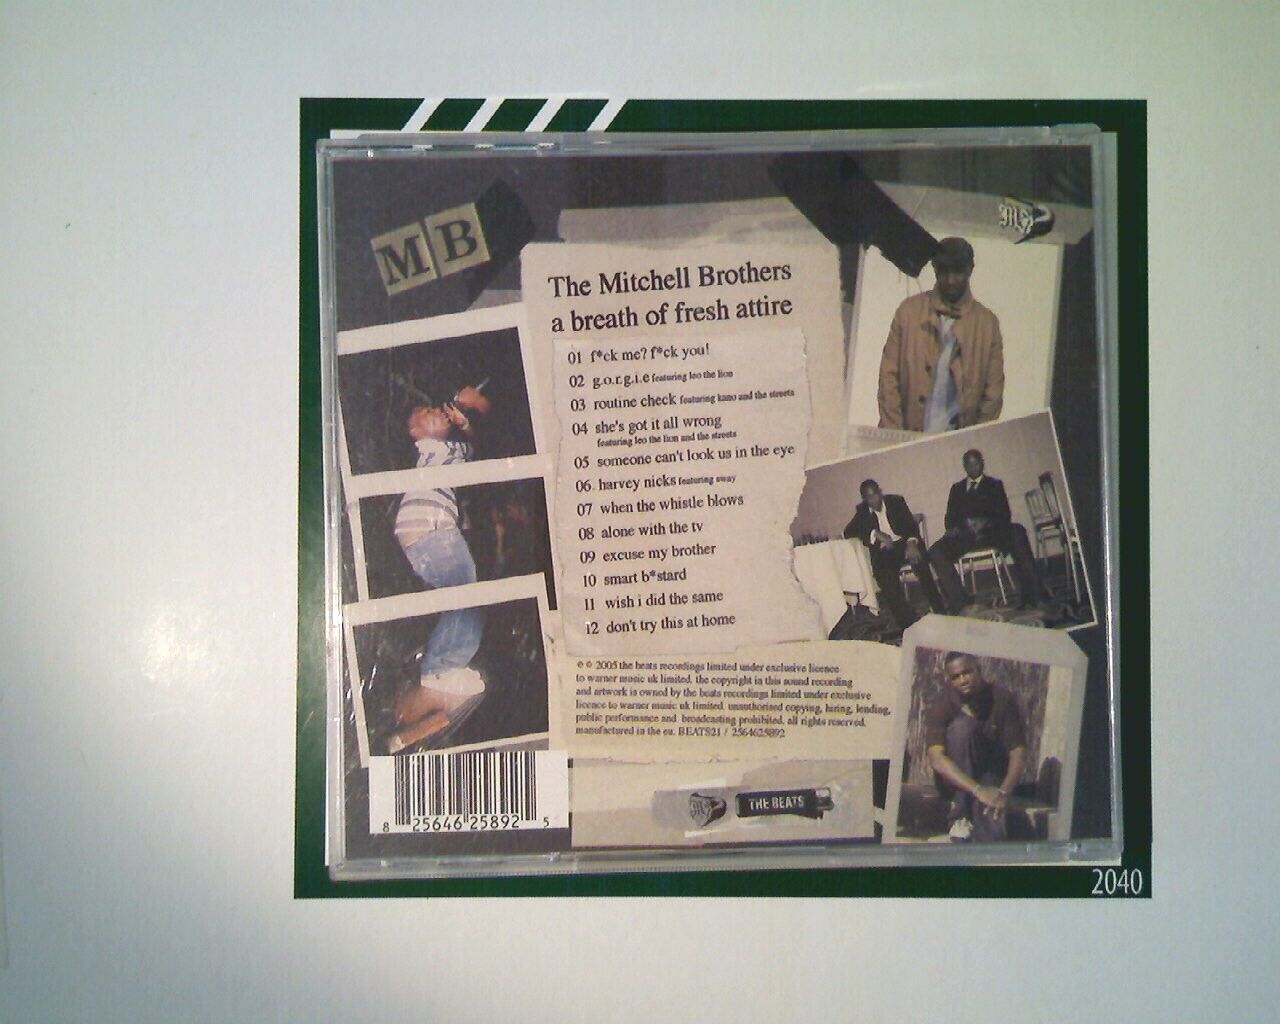 MB
The Mitchell Brothers
a breath of fresh attire
01 f*ck me? f*ck you!
02 g.o.r.g.i.e featuring leo the lion
03 routine check featuring kano and the streets
04 she's got it all wrong
featuring leo the lion and the streets
05 someone can't look us in the eye
06 harvey nicks featuring sway
07 when the whistle blows
08 alone with the tv
09 excuse my brother
10 smart b*stard
11 wish i did the same
12 don't try this at home
℗ © 2005 the beats recordings limited under exclusive licence
to warner music uk limited. the copyright in this sound recording
and artwork is owned by the beats recordings limited under exclusive
licence to warner music uk limited. unauthorised copying, hiring, lending,
public performance and broadcasting prohibited. all rights reserved.
manufactured in the eu. BEATS21 / 2564625892
THE BEATS
8 25646 25892 5
2040